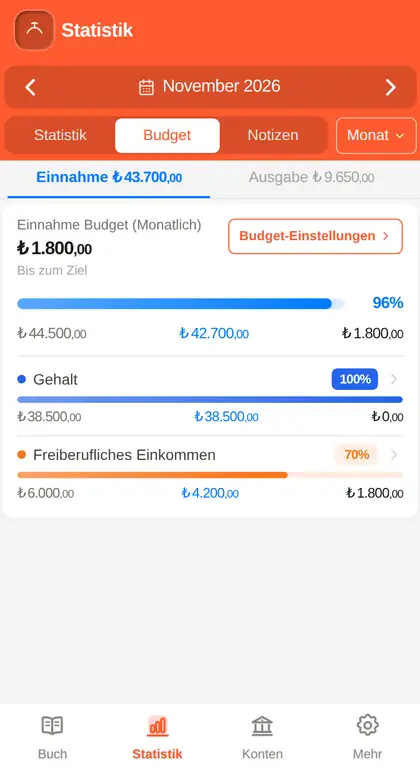 Statistik
November 2026
Statistik Budget Notizen Monat
Einnahme ₺43.700,00 Ausgabe ₺9.650,00
Einnahme Budget (Monatlich)
₺1.800,00
Budget-Einstellungen
Bis zum Ziel
96%
₺44.500,00 ₺42.700,00 ₺1.800,00
Gehalt 100%
₺38.500,00 ₺38.500,00 ₺0,00
Freiberufliches Einkommen 70%
₺6.000,00 ₺4.200,00 ₺1.800,00
Buch Statistik Konten Mehr